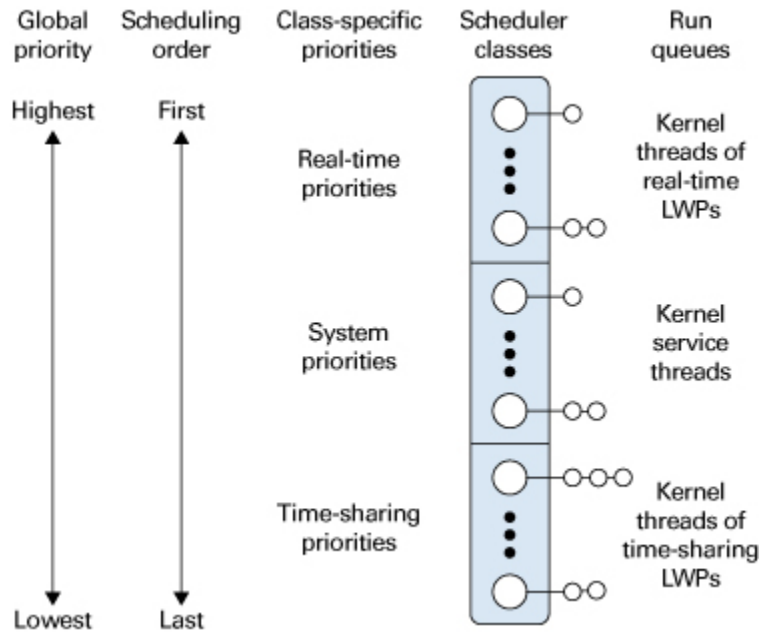 Global
priority
Scheduling
order
Class-specific
priorities
Scheduler
classes
Run
queues
Highest
First
Real-time
priorities
Kernel
threads of
real-time
LWPs
System
priorities
Kernel
service
threads
Time-sharing
priorities
Kernel
threads of
time-sharing
LWPs
Lowest
Last